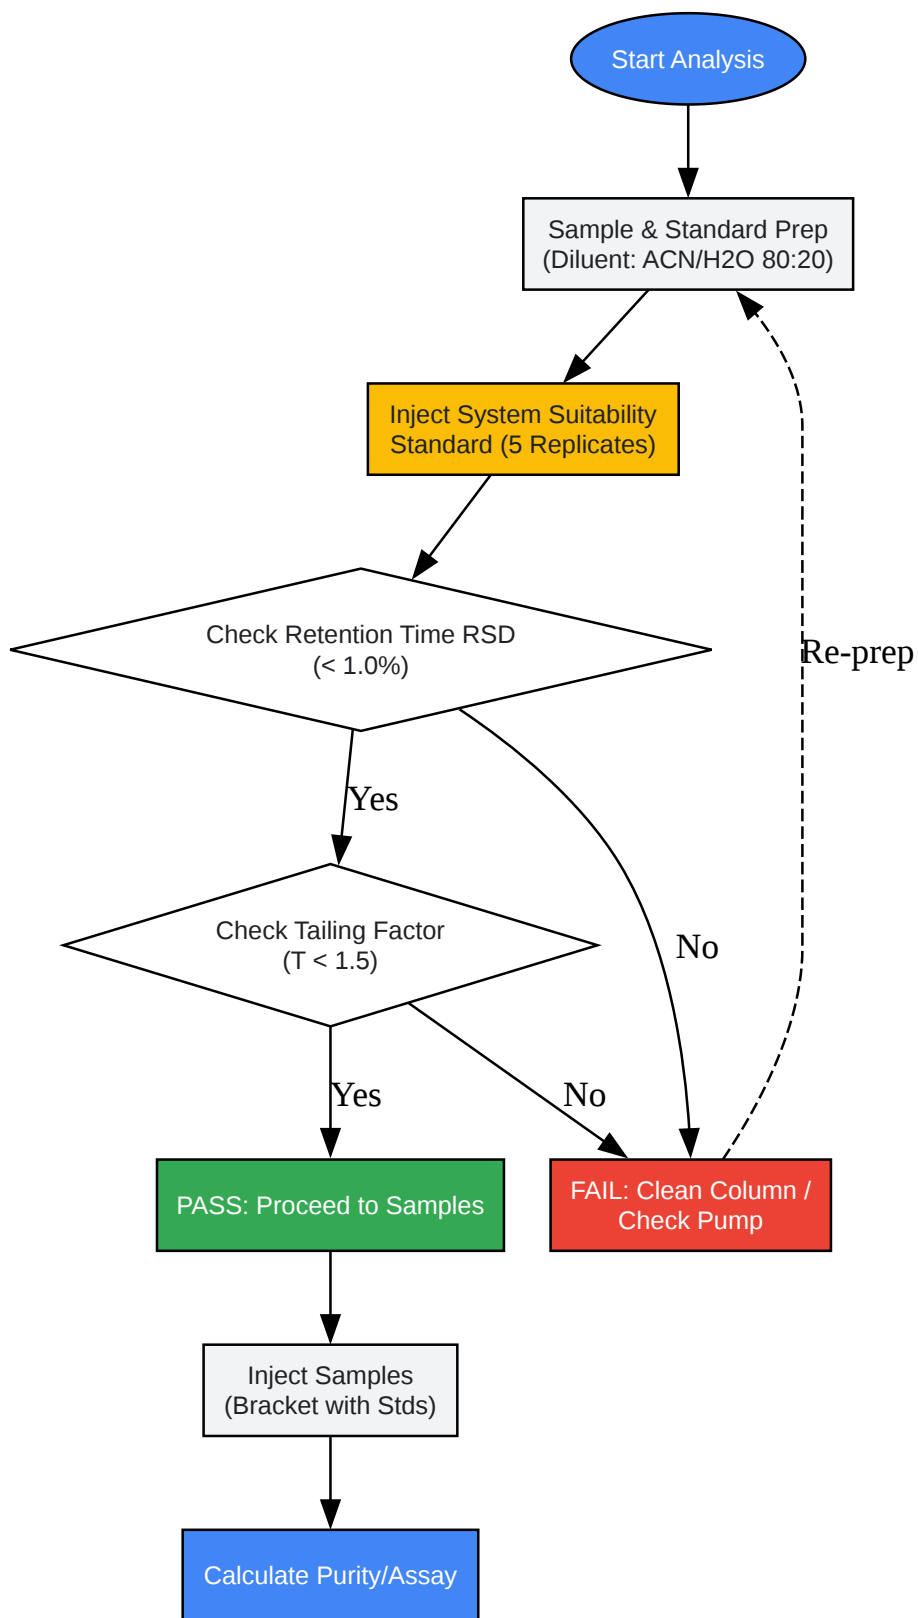 Start Analysis
Sample & Standard Prep
(Diluent: ACN/H2O 80:20)
Inject System Suitability
Standard (5 Replicates)
Check Retention Time RSD
(< 1.0%)
Re-prep
Yes
Check Tailing Factor
(T < 1.5)
No
Yes
No
PASS: Proceed to Samples
FAIL: Clean Column /
Check Pump
Inject Samples
(Bracket with Stds)
Calculate Purity/Assay